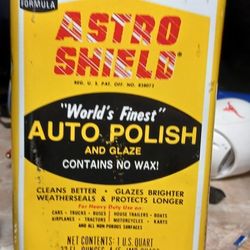 FORMULA
ASTRO
SHIELD
REG. U. S. PAT. OFF. NO. 838073
"World's Finest"
AUTO POLISH
AND GLAZE
CONTAINS NO WAX!
CLEANS BETTER • GLAZES BRIGHTER
WEATHERSEALS & PROTECTS LONGER
For Heavy Duty Use on:
CARS • TRUCKS • BUSES • HOUSE TRAILERS • BOATS
AIRPLANES • TRACTORS • MOTORCYCLES • KARTS
AND ALL NON-POROUS SURFACES
NET CONTENTS: 1 U.S. QUART